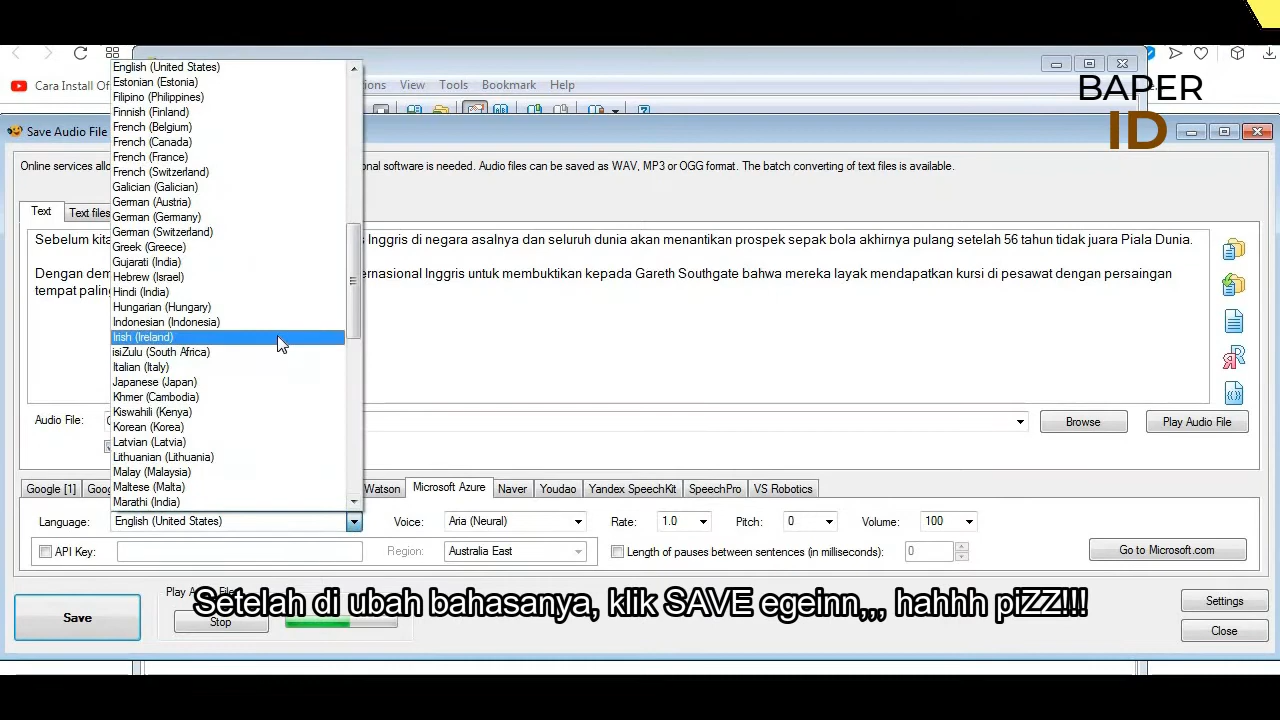 Cara Install Of
ions View Tools Help
BAPER
ID
Save Audio File
Online services allo
onal software is needed. Audio files can be saved as WAV, MP3 or OGG format. The batch converting of text files is available.
Text Text files
Sebelum kita
s Inggris di negara asalnya dan seluruh dunia akan menantikan prospek sepak bola akhirnya pulang setelah 56 tahun tidak juara Piala Dunia.
Dengan dem
ernasional Inggris untuk membuktikan kepada Gareth Southgate bahwa mereka layak mendapatkan kursi di pesawat dengan persaingan
tempat paling
English (United States)
Estonian (Estonia)
Filipino (Philippines)
Finnish (Finland)
French (Belgium)
French (Canada)
French (France)
French (Switzerland)
Galician (Galician)
German (Austria)
German (Germany)
German (Switzerland)
Greek (Greece)
Gujarati (India)
Hebrew (Israel)
Hindi (India)
Hungarian (Hungary)
Indonesian (Indonesia)
Irish (Ireland)
isiZulu (South Africa)
Italian (Italy)
Japanese (Japan)
Khmer (Cambodia)
Kiswahili (Kenya)
Korean (Korea)
Latvian (Latvia)
Lithuanian (Lithuania)
Malay (Malaysia)
Maltese (Malta)
Marathi (India)
Audio File: Browse Play Audio File
Google [1] Goog Watson Microsoft Azure Naver Youdao Yandex SpeechKit SpeechPro VS Robotics
Language: English (United States) Voice: Aria (Neural) Rate: 1.0 Pitch: 0 Volume: 100
API Key: Region: Australia East Length of pauses between sentences (in milliseconds): 0 Go to Microsoft.com
Play A
Setelah di ubah bahasanya, klik SAVE egeinn,,, hahhh piZZ!!!
Save Stop Settings
Close